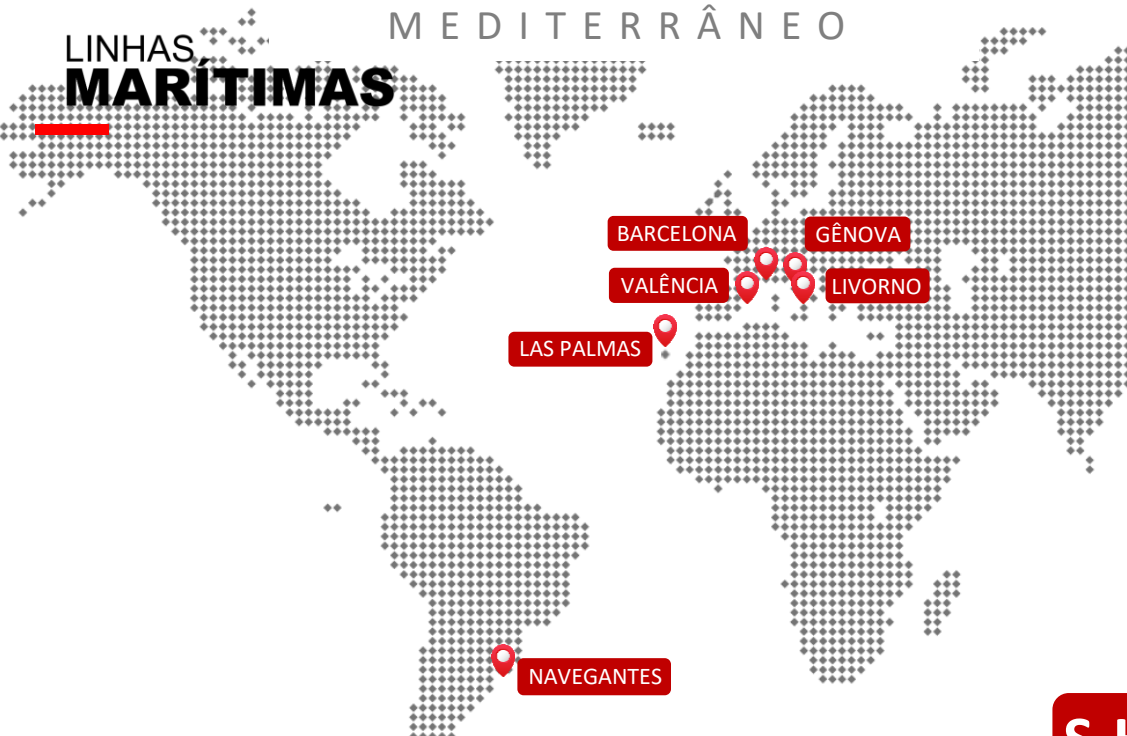 MEDITERRÂNEO
LINHAS
MARÍTIMAS
BARCELONA
GÊNOVA
VALÊNCIA
LIVORNO
LAS PALMAS
NAVEGANTES